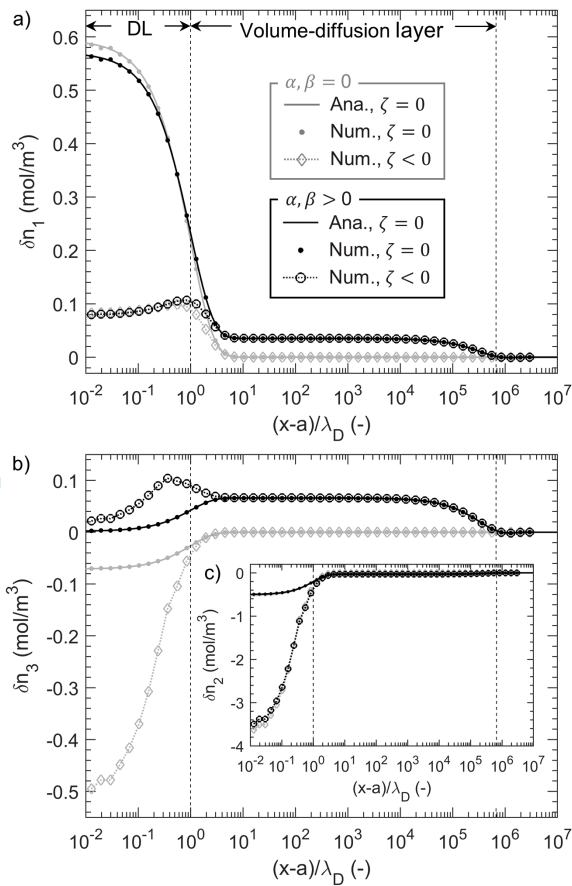 a)
DL
Volume-diffusion layer
α, β = 0
Ana., ζ = 0
Num., ζ = 0
Num., ζ < 0
α, β > 0
Ana., ζ = 0
Num., ζ = 0
Num., ζ < 0
δn₁ (mol/m³)
0.6
0.5
0.4
0.3
0.2
0.1
0
10⁻² 10⁻¹ 10⁰ 10¹ 10² 10³ 10⁴ 10⁵ 10⁶ 10⁷
(x-a)/λ_D (-)
b)
δn₃ (mol/m³)
0.1
0
-0.1
-0.2
-0.3
-0.4
-0.5
10⁻² 10⁻¹ 10⁰ 10¹ 10² 10³ 10⁴ 10⁵ 10⁶ 10⁷
(x-a)/λ_D (-)
c)
δn₂ (mol/m³)
0
-1
-2
-3
-4
10⁻² 10⁻¹ 10⁰ 10¹ 10² 10³ 10⁴ 10⁵ 10⁶ 10⁷
(x-a)/λ_D (-)